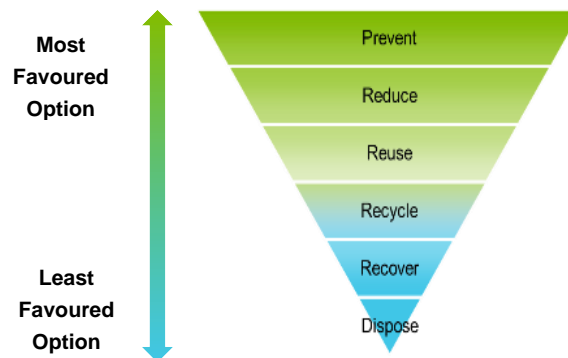 Most
Favoured
Option
Prevent
Reduce
Reuse
Recycle
Recover
Dispose
Least
Favoured
Option